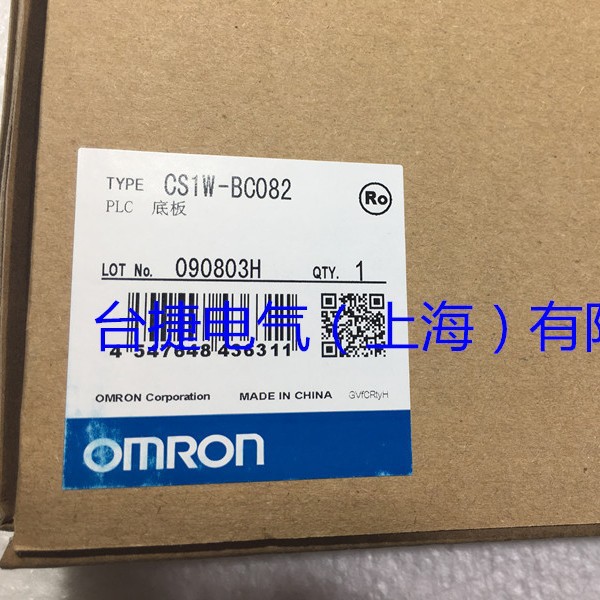 TYPE CS1W-BC082
PLC 底板
Ro
LOT No. 090803H QTY. 1
台捷电气（上海）有限
4 547648 436311
OMRON Corporation MADE IN CHINA GVfCRtyH
OMRON